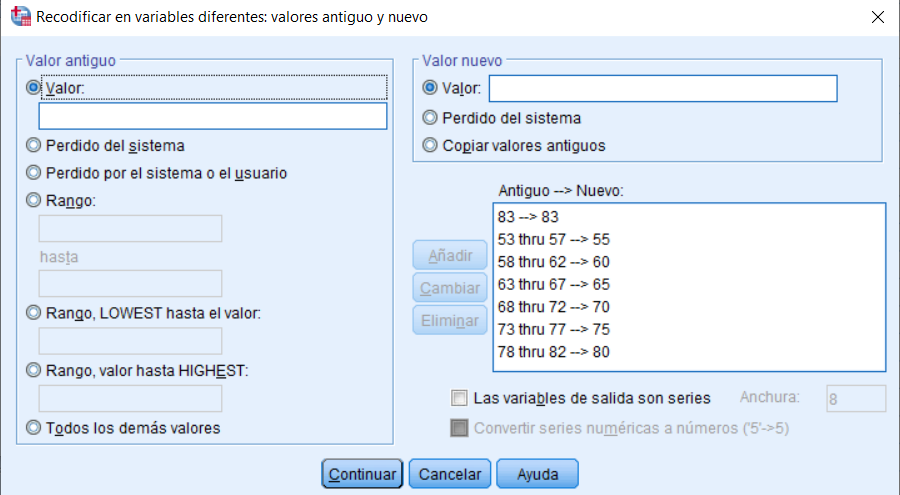 Recodificar en variables diferentes: valores antiguo y nuevo
Valor antiguo
Valor:
Perdido del sistema
Perdido por el sistema o el usuario
Rango:
hasta
Rango, LOWEST hasta el valor:
Rango, valor hasta HIGHEST:
Todos los demás valores
Valor nuevo
Valor:
Perdido del sistema
Copiar valores antiguos
Antiguo --> Nuevo:
83 --> 83
53 thru 57 --> 55
58 thru 62 --> 60
63 thru 67 --> 65
68 thru 72 --> 70
73 thru 77 --> 75
78 thru 82 --> 80
Añadir
Cambiar
Eliminar
Las variables de salida son series
Anchura: 8
Convertir series numéricas a números ('5'->5)
Continuar Cancelar Ayuda